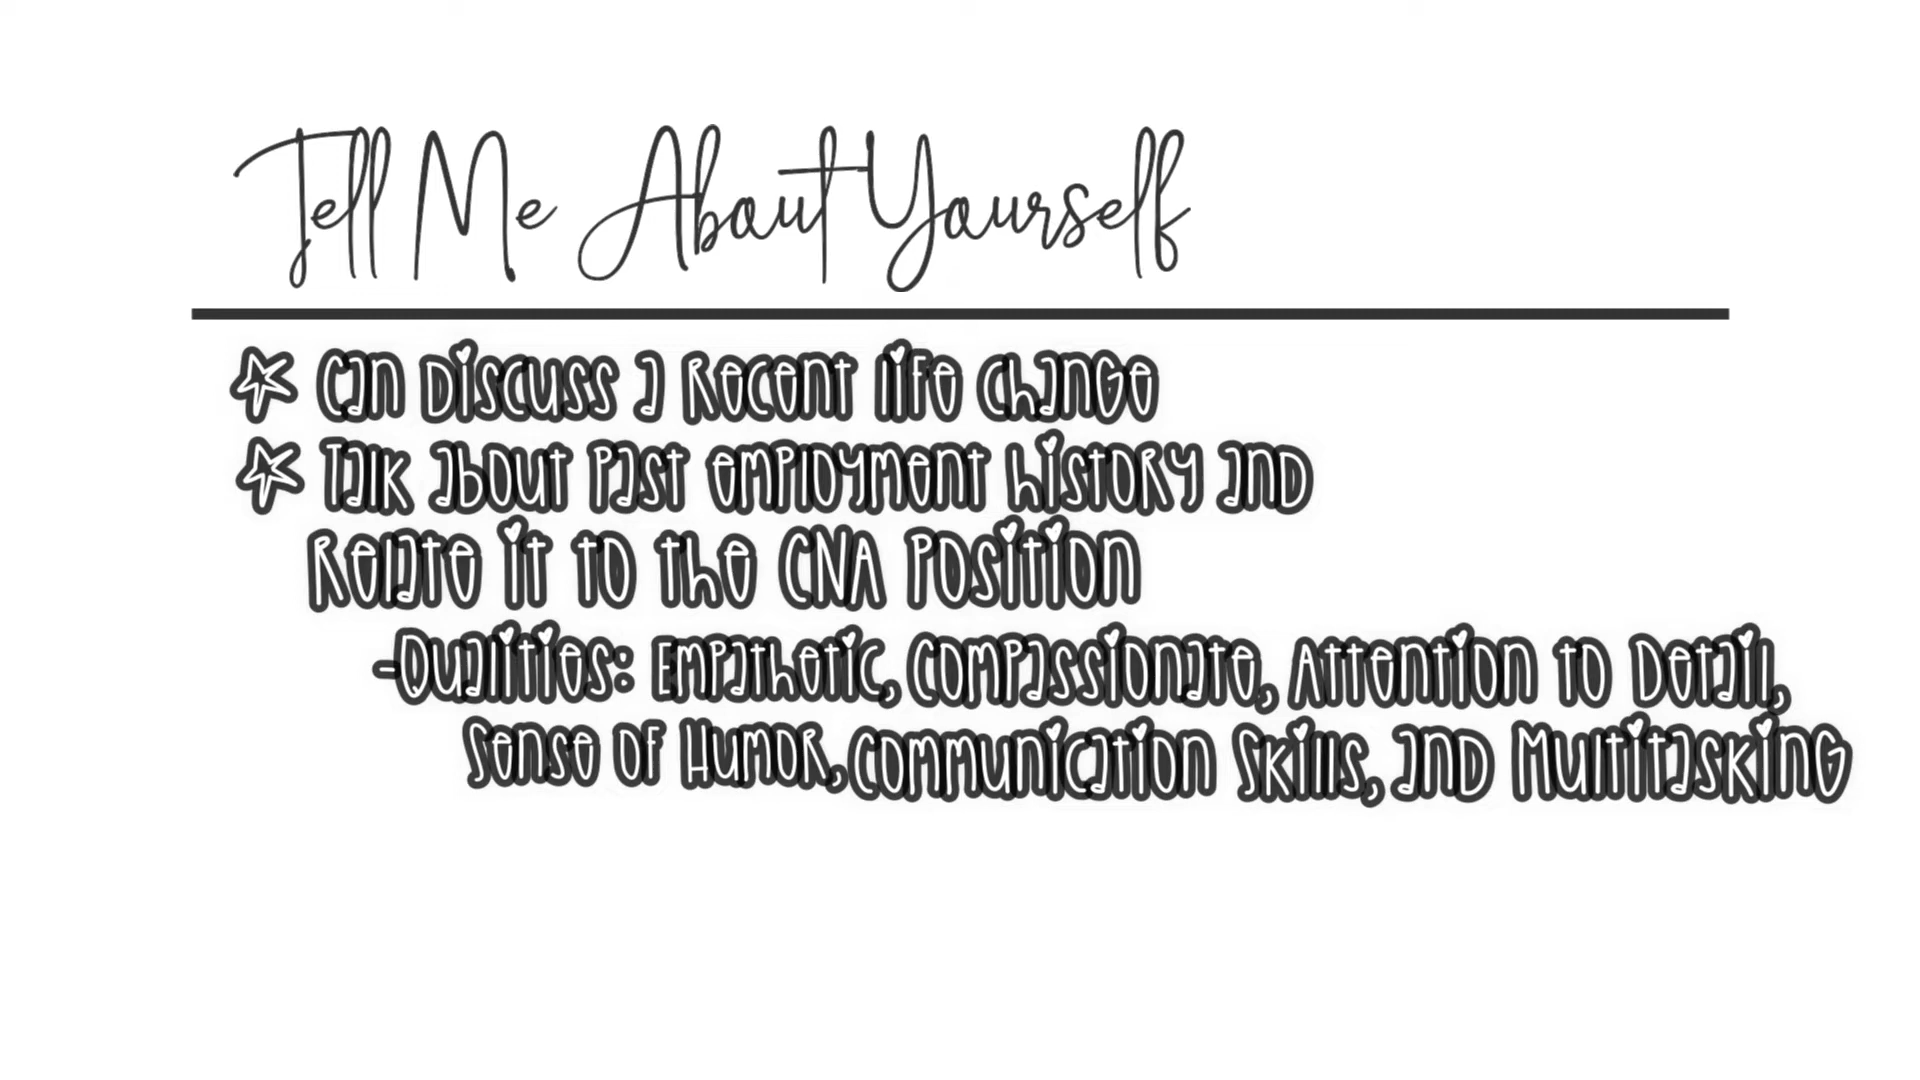 Tell Me About Yourself
Can Discuss a Recent life change
Talk about past employment history and
Relate it to the CNA Position
-Qualities: Empathetic, Compassionate, Attention to Detail,
Sense of Humor, Communication Skills, and Multitasking